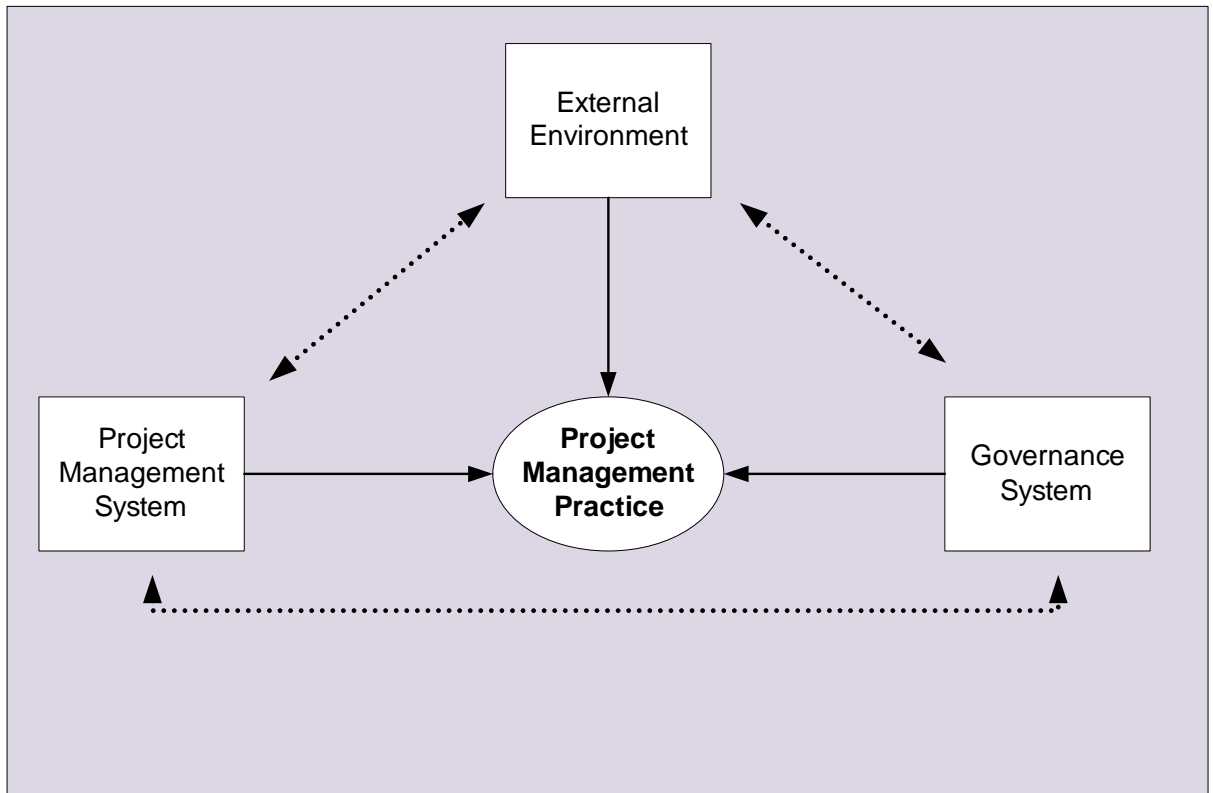 External
Environment
Project
Management
System
Project
Management
Practice
Governance
System